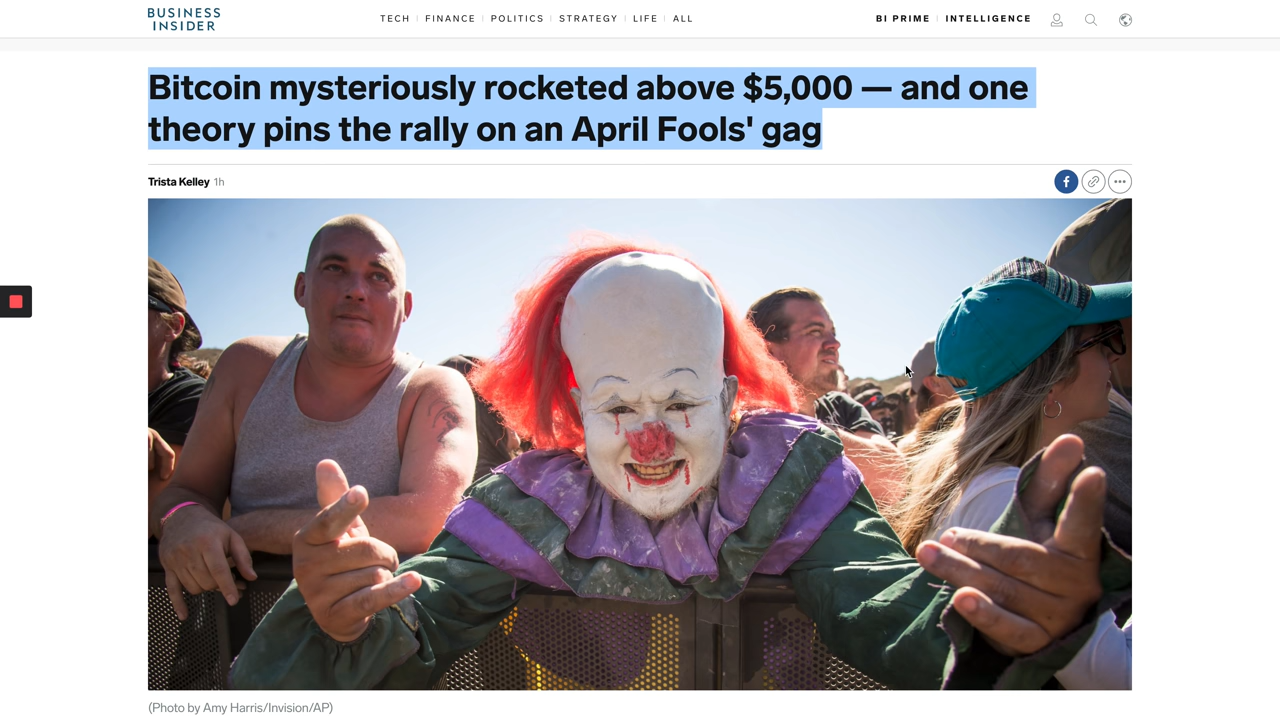 BUSINESS
INSIDER
TECH | FINANCE | POLITICS | STRATEGY | LIFE | ALL
BI PRIME | INTELLIGENCE
Bitcoin mysteriously rocketed above $5,000 — and one
theory pins the rally on an April Fools' gag
Trista Kelley 1h
(Photo by Amy Harris/Invision/AP)